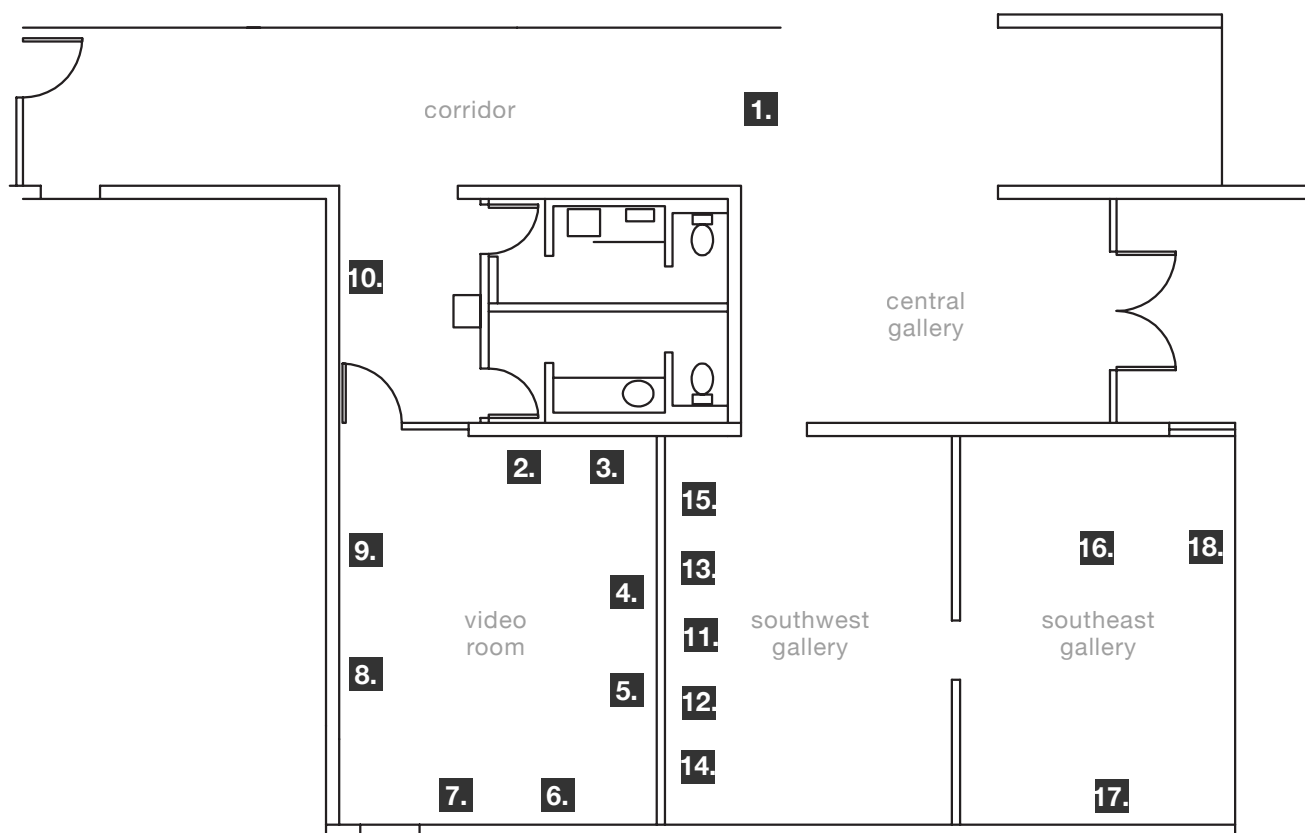 corridor
1.
10.
central
gallery
2.
3.
15.
9.
13.
16.
18.
4.
video
room
11.
southwest
gallery
southeast
gallery
8.
5.
12.
14.
7.
6.
17.